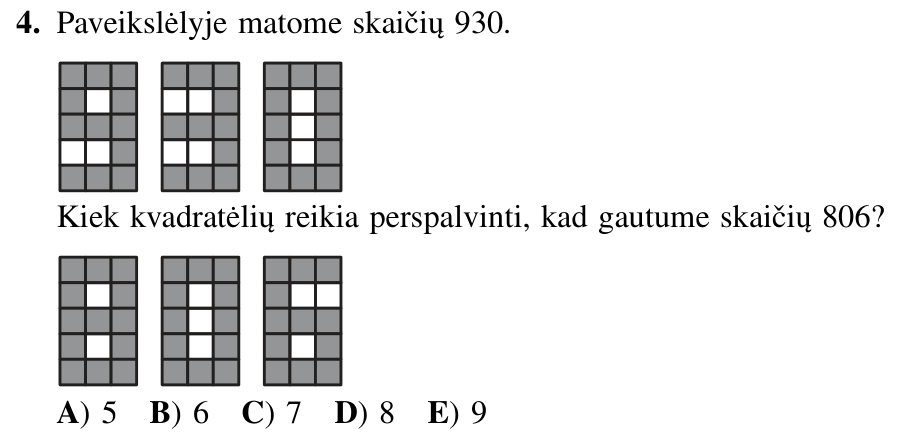 4. Paveikslėlyje matome skaičių 930.
Kiek kvadratėlių reikia perspalvinti, kad gautume skaičių 806?
A) 5 B) 6 C) 7 D) 8 E) 9